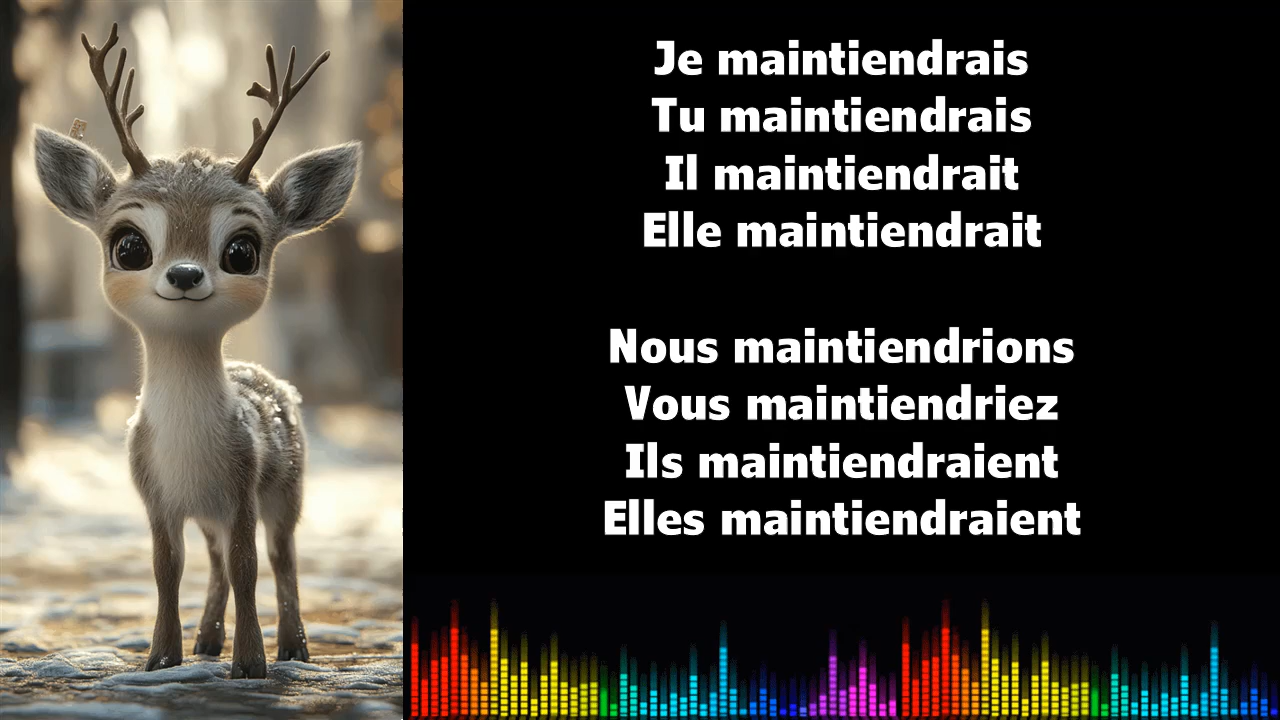 Je maintiendrais
Tu maintiendrais
Il maintiendrait
Elle maintiendrait
Nous maintiendrions
Vous maintiendriez
Ils maintiendraient
Elles maintiendraient